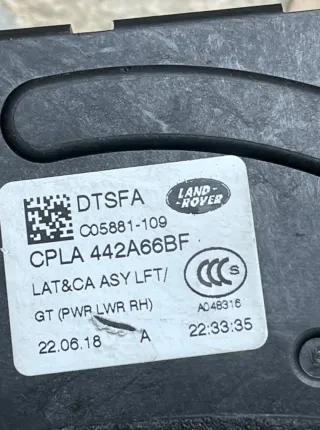 DTSFA
LAND-
ROVER
C05881-109
CPLA 442A66BF
LAT&CA ASY LFT/
CCC S
GT (PWR LWR RH)
A048316
22.06.18 A 22:33:35